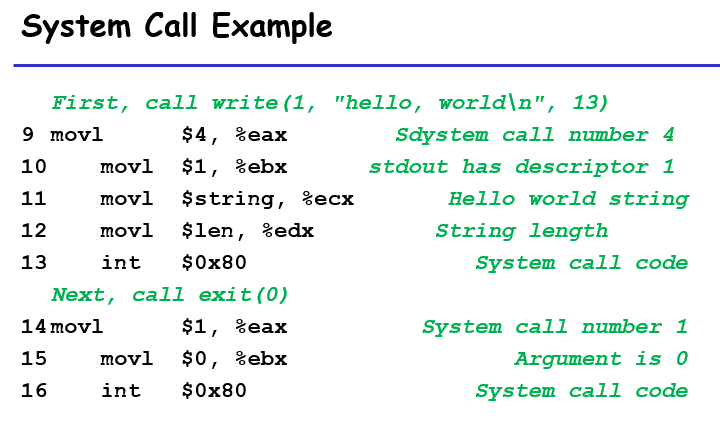 System Call Example
First, call write(1, "hello, world\n", 13)
9 movl $4, %eax Sdystem call number 4
10 movl $1, %ebx stdout has descriptor 1
11 movl $string, %ecx Hello world string
12 movl $len, %edx String length
13 int $0x80 System call code
Next, call exit(0)
14 movl $1, %eax System call number 1
15 movl $0, %ebx Argument is 0
16 int $0x80 System call code